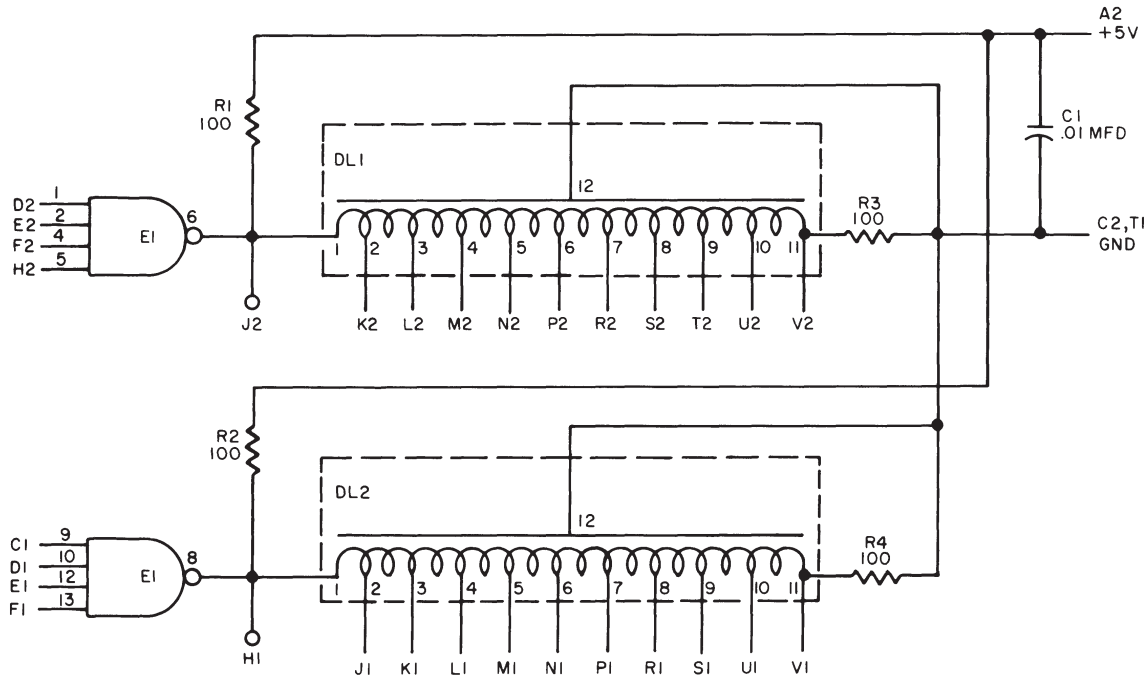 A2
+5V
R1
100
C1
.01 MFD
DL1
12
R3
100
D2 1
E2 2
F2 4
H2 5
E1
6
C2,T1
GND
1 2 3 4 5 6 7 8 9 10 11
J2
K2 L2 M2 N2 P2 R2 S2 T2 U2 V2
R2
100
DL2
12
R4
100
C1 9
D1 10
E1 12
F1 13
E1
8
1 2 3 4 5 6 7 8 9 10 11
H1
J1 K1 L1 M1 N1 P1 R1 S1 U1 V1